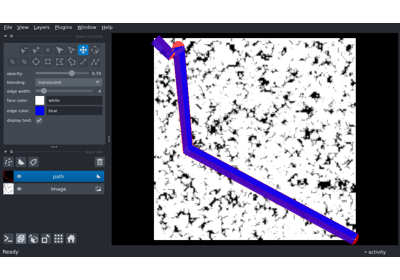 File View Layers Plugins Window Help
opacity: 0.70
blending: translucent
edge width:
face color: white
edge color: blue
display text:
path
Image
Ready activity